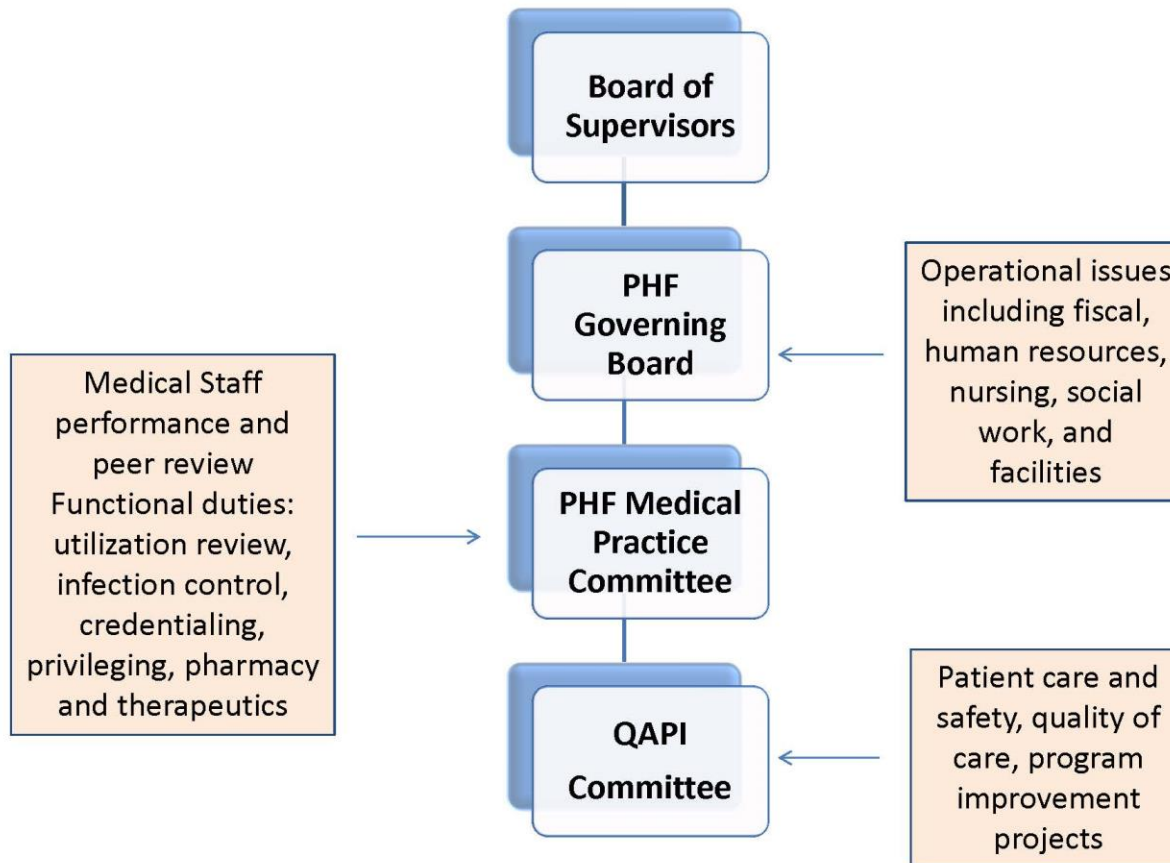 Board of
Supervisors
PHF
Governing
Board
Operational issues
including fiscal,
human resources,
nursing, social
work, and
facilities
Medical Staff
performance and
peer review
Functional duties:
utilization review,
infection control,
credentialing,
privileging, pharmacy
and therapeutics
PHF Medical
Practice
Committee
QAPI
Committee
Patient care and
safety, quality of
care, program
improvement
projects